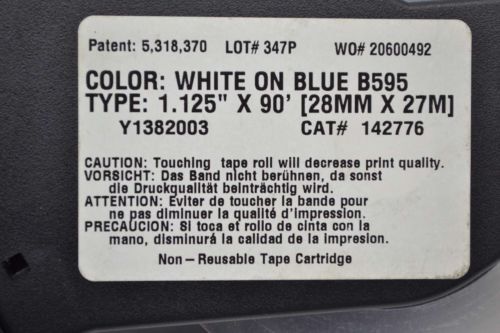 Patent: 5,318,370 LOT# 347P WO# 20600492
COLOR: WHITE ON BLUE B595
TYPE: 1.125" X 90' [28MM X 27M]
Y1382003 CAT# 142776
CAUTION: Touching tape roll will decrease print quality.
VORSICHT: Das Band nicht berühnen, da sonst
die Druckqualität beinträchtig wird.
ATTENTION: Eviter de toucher la bande pour
ne pas diminuer la qualité d'impression.
PRECAUCION: Si toca et rollo de cinta con la
mano, disminurá la calidad de la impresion.
Non-Reusable Tape Cartridge